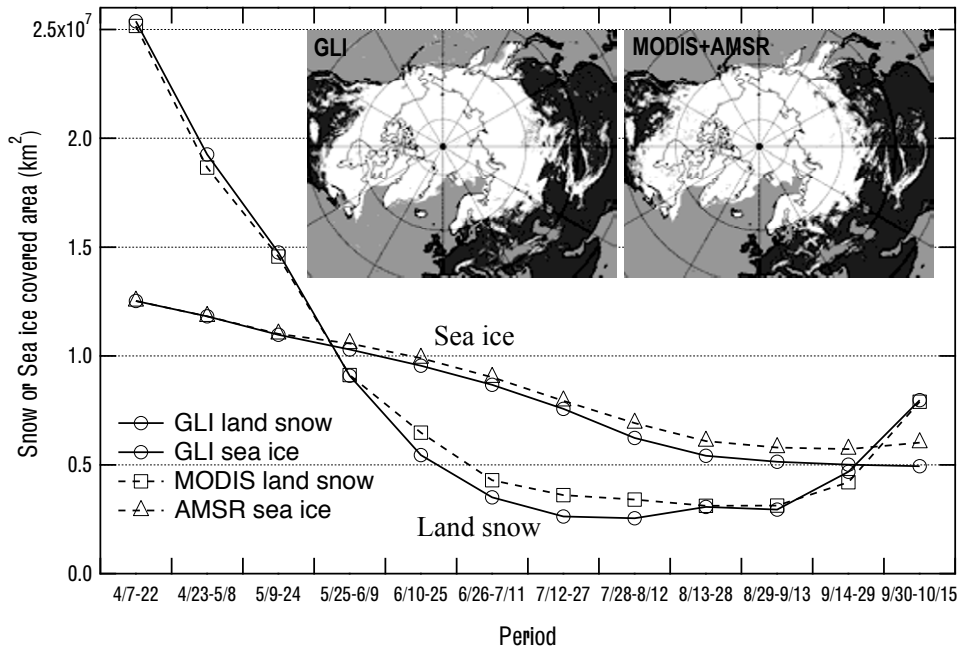 2.5x10⁷
2.0
1.5
1.0
0.5
0.0
Snow or Sea ice covered area (km²)
GLI
MODIS+AMSR
Sea ice
Land snow
GLI land snow
GLI sea ice
MODIS land snow
AMSR sea ice
4/7-22 4/23-5/8 5/9-24 5/25-6/9 6/10-25 6/26-7/11 7/12-27 7/28-8/12 8/13-28 8/29-9/13 9/14-29 9/30-10/15
Period